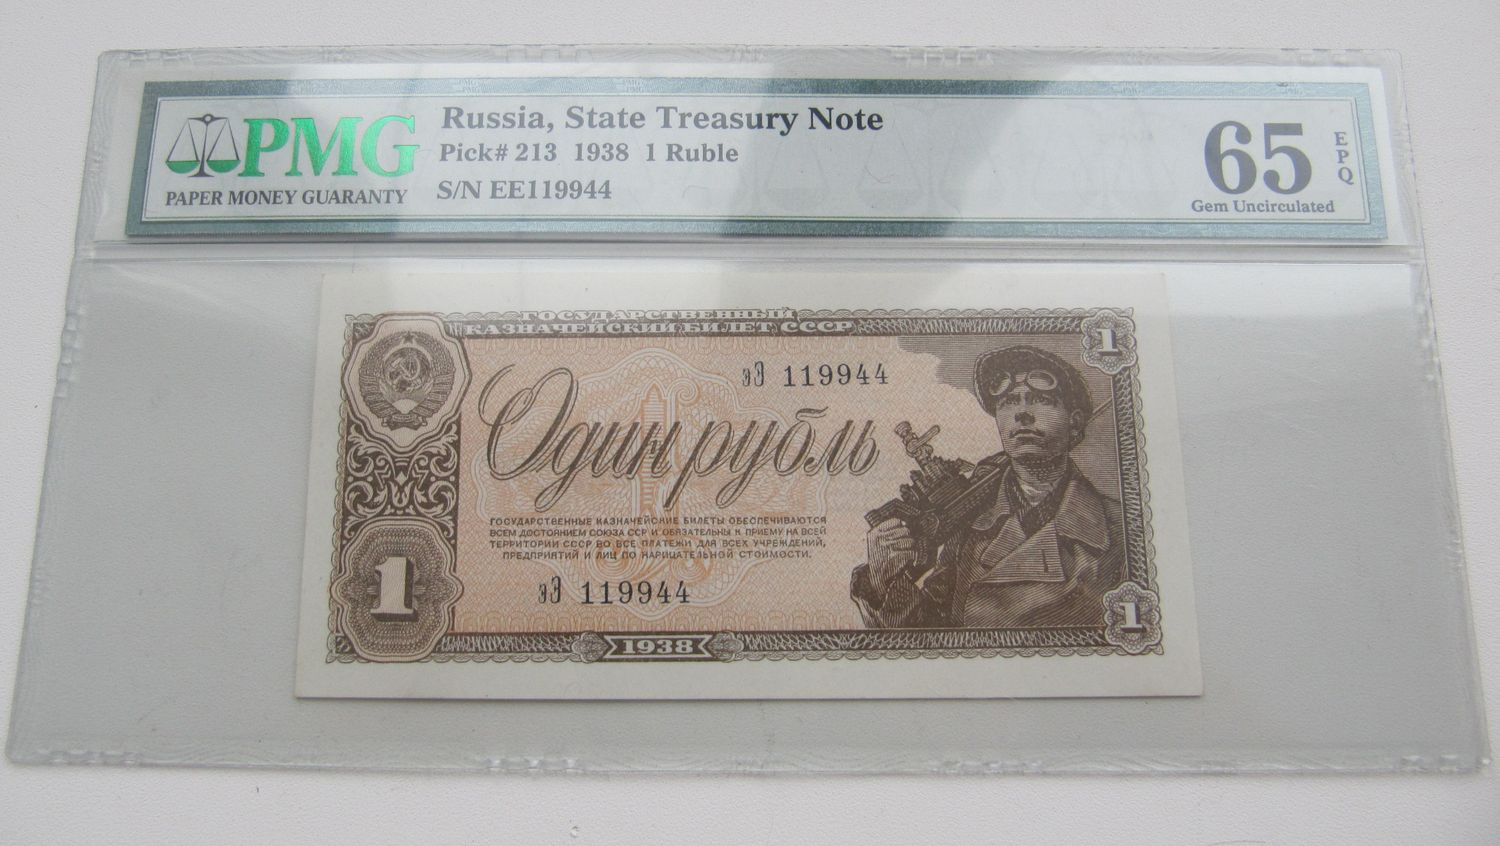 PMG
PAPER MONEY GUARANTY
Russia, State Treasury Note
Pick# 213 1938 1 Ruble
S/N EE119944
65
EPQ
Gem Uncirculated
ГОСУДАРСТВЕННЫЙ
КАЗНАЧЕЙСКИЙ БИЛЕТ СССР
1
эЭ 119944
Один рубль
ГОСУДАРСТВЕННЫЕ КАЗНАЧЕЙСКИЕ БИЛЕТЫ ОБЕСПЕЧИВАЮТСЯ
ВСЕМ ДОСТОЯНИЕМ СОЮЗА ССР И ОБЯЗАТЕЛЬНЫ К ПРИЕМУ НА ВСЕЙ
ТЕРРИТОРИИ СССР ВО ВСЕ ПЛАТЕЖИ ДЛЯ ВСЕХ УЧРЕЖДЕНИЙ,
ПРЕДПРИЯТИЙ И ЛИЦ ПО НАРИЦАТЕЛЬНОЙ СТОИМОСТИ.
1
эЭ 119944
1
1938